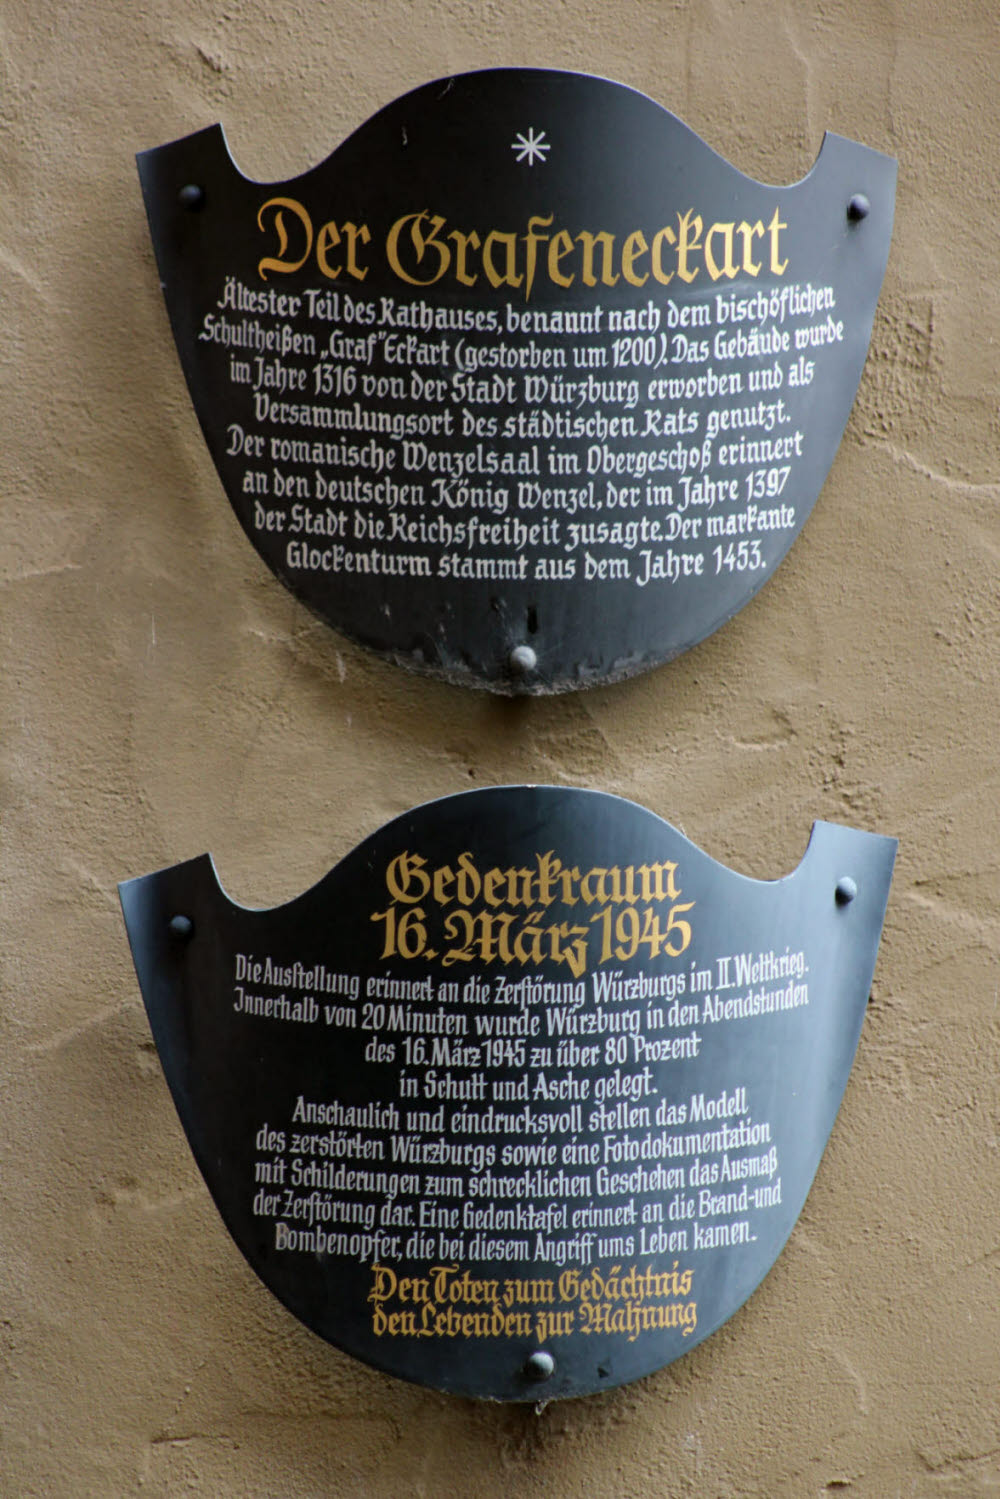 Der Grafeneckart
Ältester Teil des Rathauses, benannt nach dem bischöflichen
Schultheißen „Graf" Eckart (gestorben um 1200). Das Gebäude wurde
im Jahre 1316 von der Stadt Würzburg erworben und als
Versammlungsort des städtischen Rats genutzt.
Der romanische Wenzelsaal im Obergeschoß erinnert
an den deutschen König Wenzel, der im Jahre 1397
der Stadt die Reichsfreiheit zusagte. Der markante
Glockenturm stammt aus dem Jahre 1453.
Gedenkraum
16. März 1945
Die Ausstellung erinnert an die Zerstörung Würzburgs im II. Weltkrieg.
Innerhalb von 20 Minuten wurde Würzburg in den Abendstunden
des 16. März 1945 zu über 80 Prozent
in Schutt und Asche gelegt.
Anschaulich und eindrucksvoll stellen das Modell
des zerstörten Würzburgs sowie eine Fotodokumentation
mit Schilderungen zum schrecklichen Geschehen das Ausmaß
der Zerstörung dar. Eine Gedenktafel erinnert an die Brand- und
Bombenopfer, die bei diesem Angriff ums Leben kamen.
Den Toten zum Gedächtnis
den Lebenden zur Mahnung